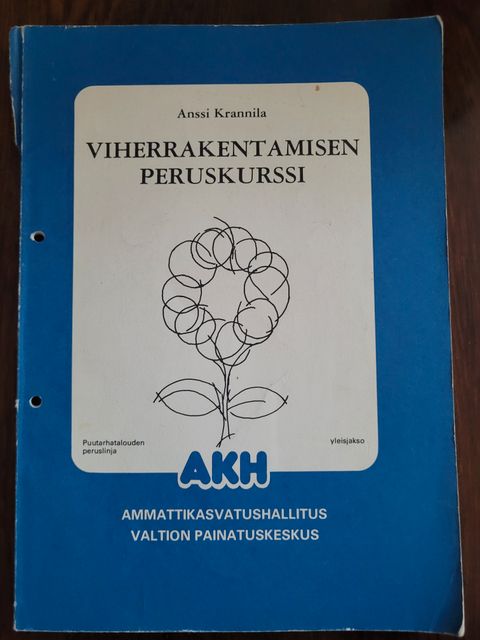 Anssi Krannila
VIHERRAKENTAMISEN
PERUSKURSSI
Puutarhatalouden
peruslinja
yleisjakso
AKH
AMMATTIKASVATUSHALLITUS
VALTION PAINATUSKESKUS